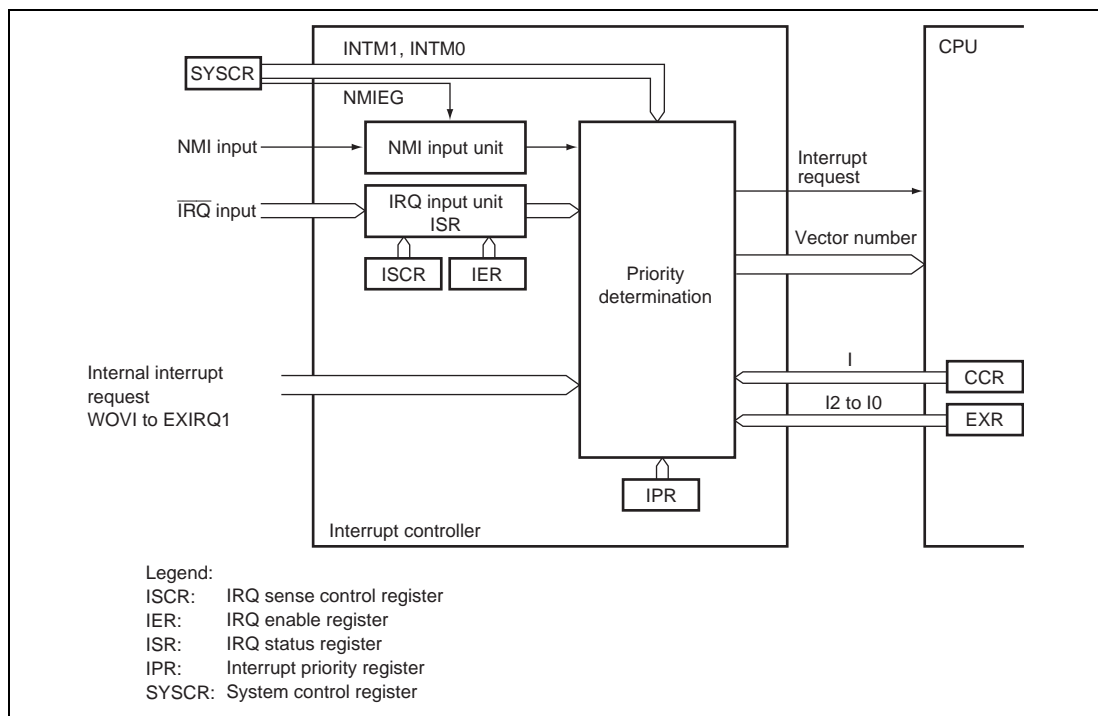 INTM1, INTM0
CPU
SYSCR
NMIEG
NMI input
NMI input unit
Interrupt
request
IRQ input
IRQ input unit
ISR
Vector number
ISCR
IER
Priority
determination
Internal interrupt
request
WOVI to EXIRQ1
I
CCR
I2 to I0
EXR
IPR
Interrupt controller
Legend:
ISCR: IRQ sense control register
IER: IRQ enable register
ISR: IRQ status register
IPR: Interrupt priority register
SYSCR: System control register